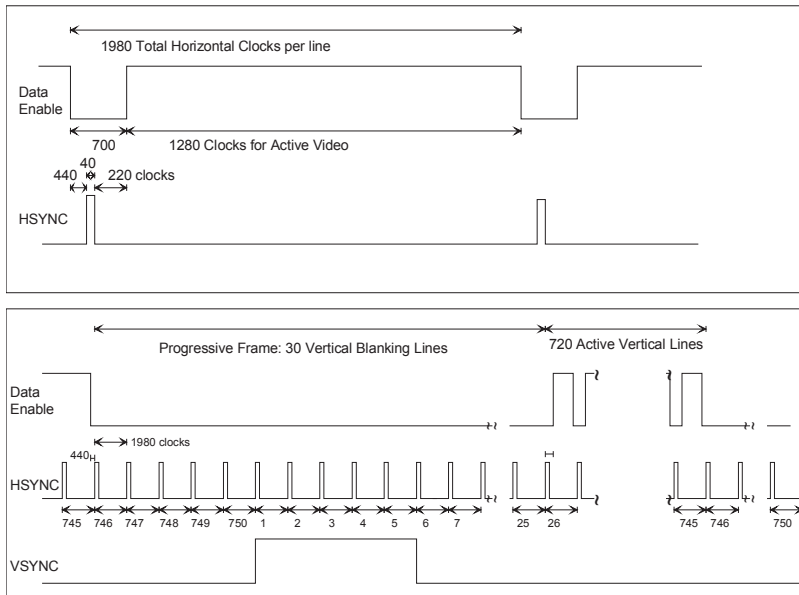 1980 Total Horizontal Clocks per line
Data
Enable
700
1280 Clocks for Active Video
40
440
220 clocks
HSYNC
Progressive Frame: 30 Vertical Blanking Lines
720 Active Vertical Lines
Data
Enable
1980 clocks
440
HSYNC
745 746 747 748 749 750 1 2 3 4 5 6 7 25 26 745 746 750
VSYNC